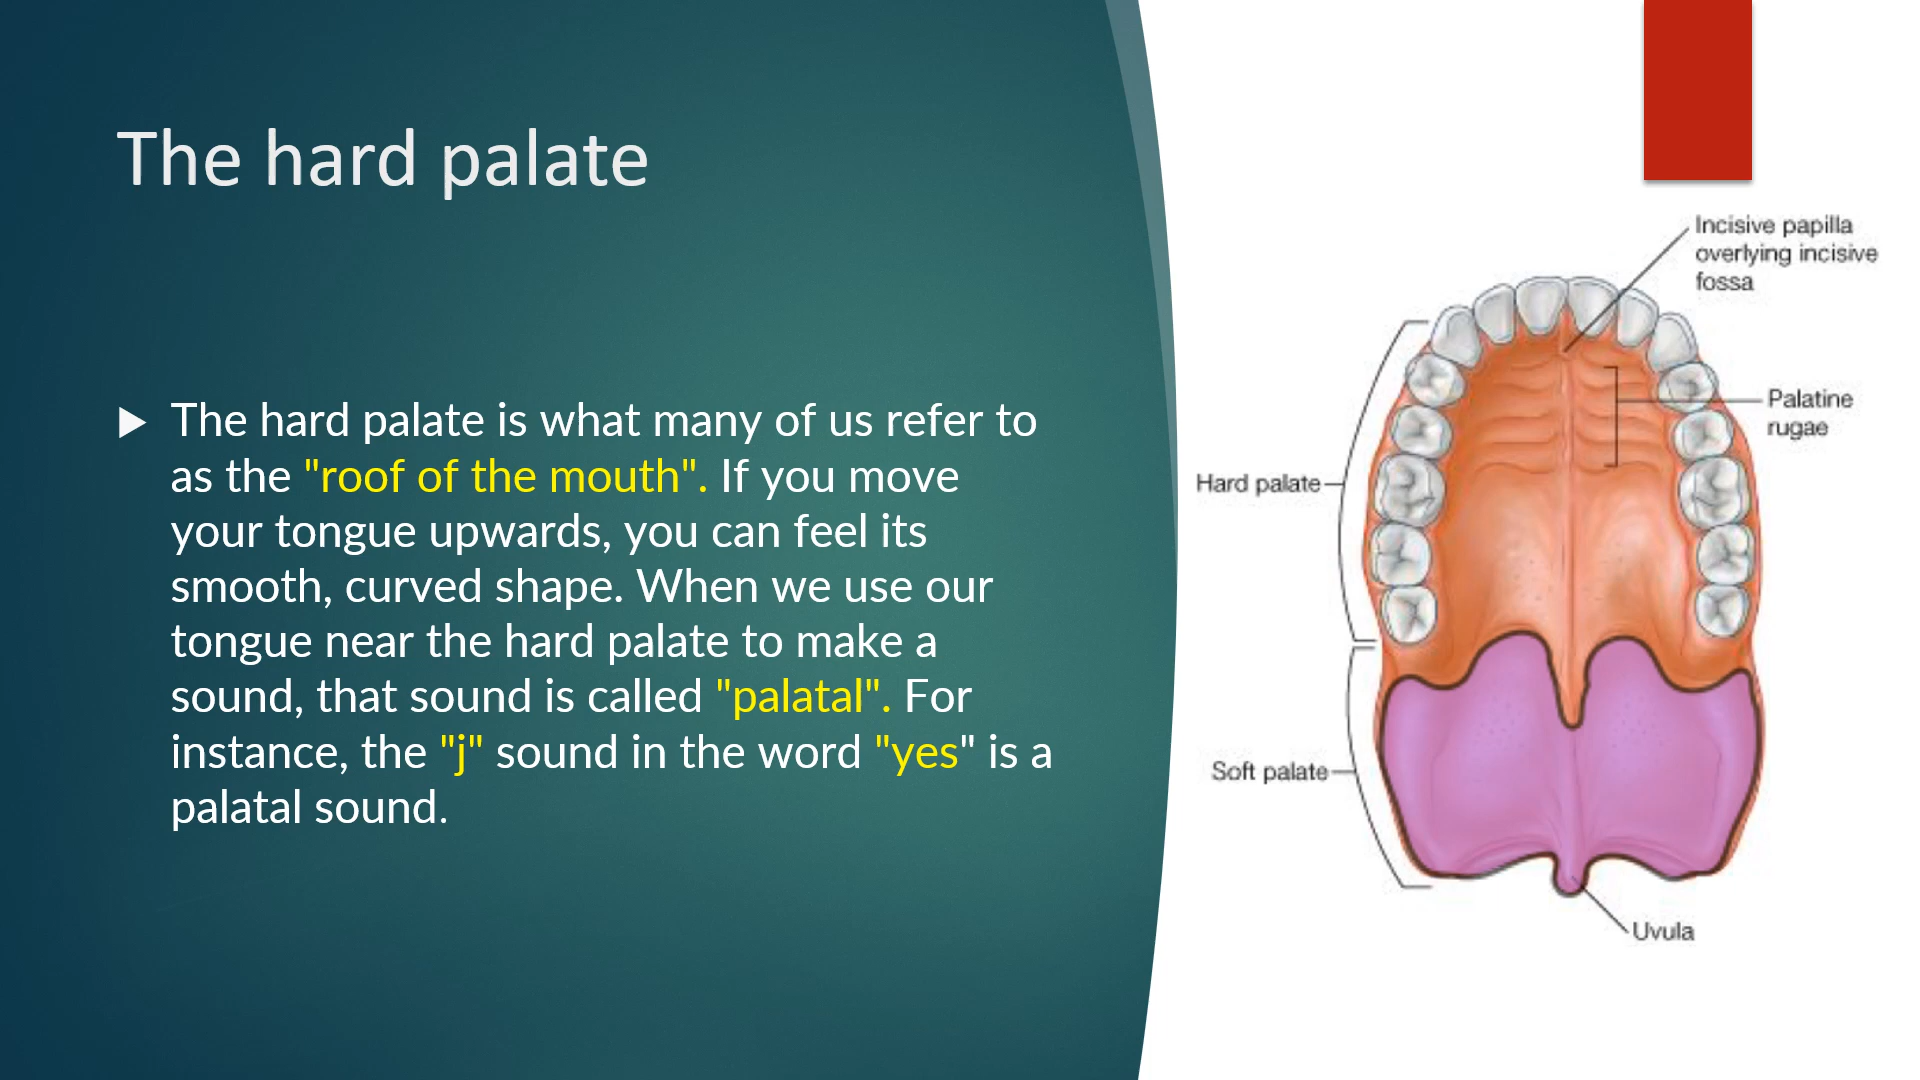 The hard palate
The hard palate is what many of us refer to
as the "roof of the mouth". If you move
your tongue upwards, you can feel its
smooth, curved shape. When we use our
tongue near the hard palate to make a
sound, that sound is called "palatal". For
instance, the "j" sound in the word "yes" is a
palatal sound.
Incisive papilla
overlying incisive
fossa
Palatine
rugae
Hard palate
Soft palate
Uvula